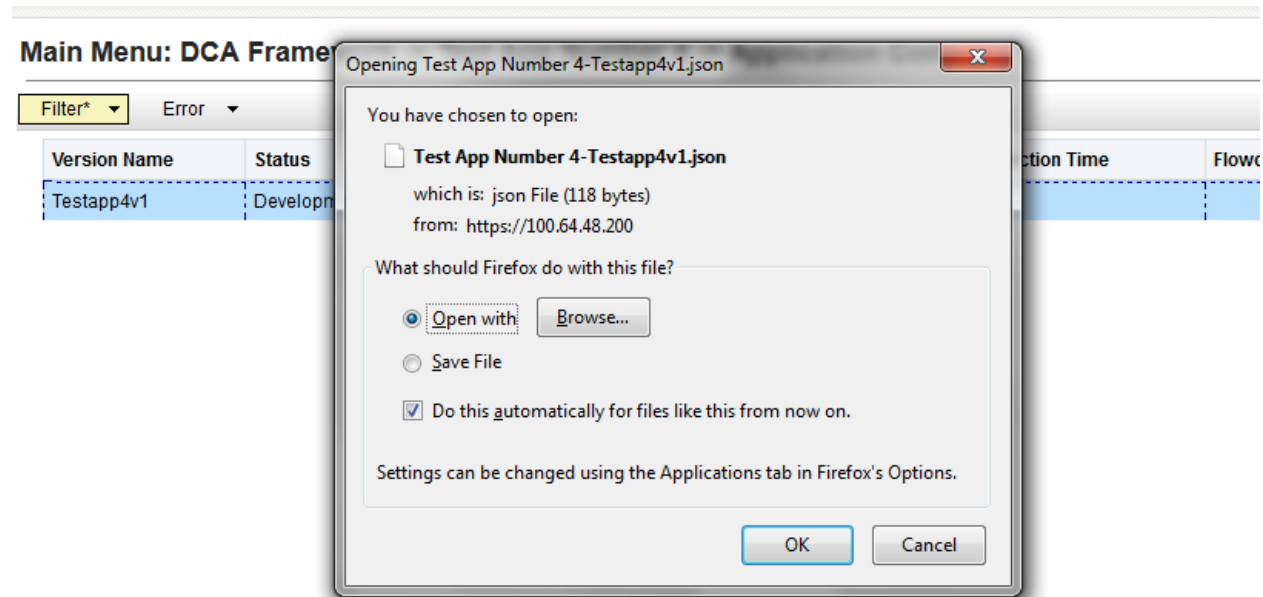 Main Menu: DCA Frame
Opening Test App Number 4-Testapp4v1.json
x
Filter* Error
You have chosen to open:
Version Name Status ction Time Flowc
Test App Number 4-Testapp4v1.json
Testapp4v1 Developm
which is: json File (118 bytes)
from: https://100.64.48.200
What should Firefox do with this file?
Open with Browse...
Save File
Do this automatically for files like this from now on.
Settings can be changed using the Applications tab in Firefox's Options.
OK Cancel